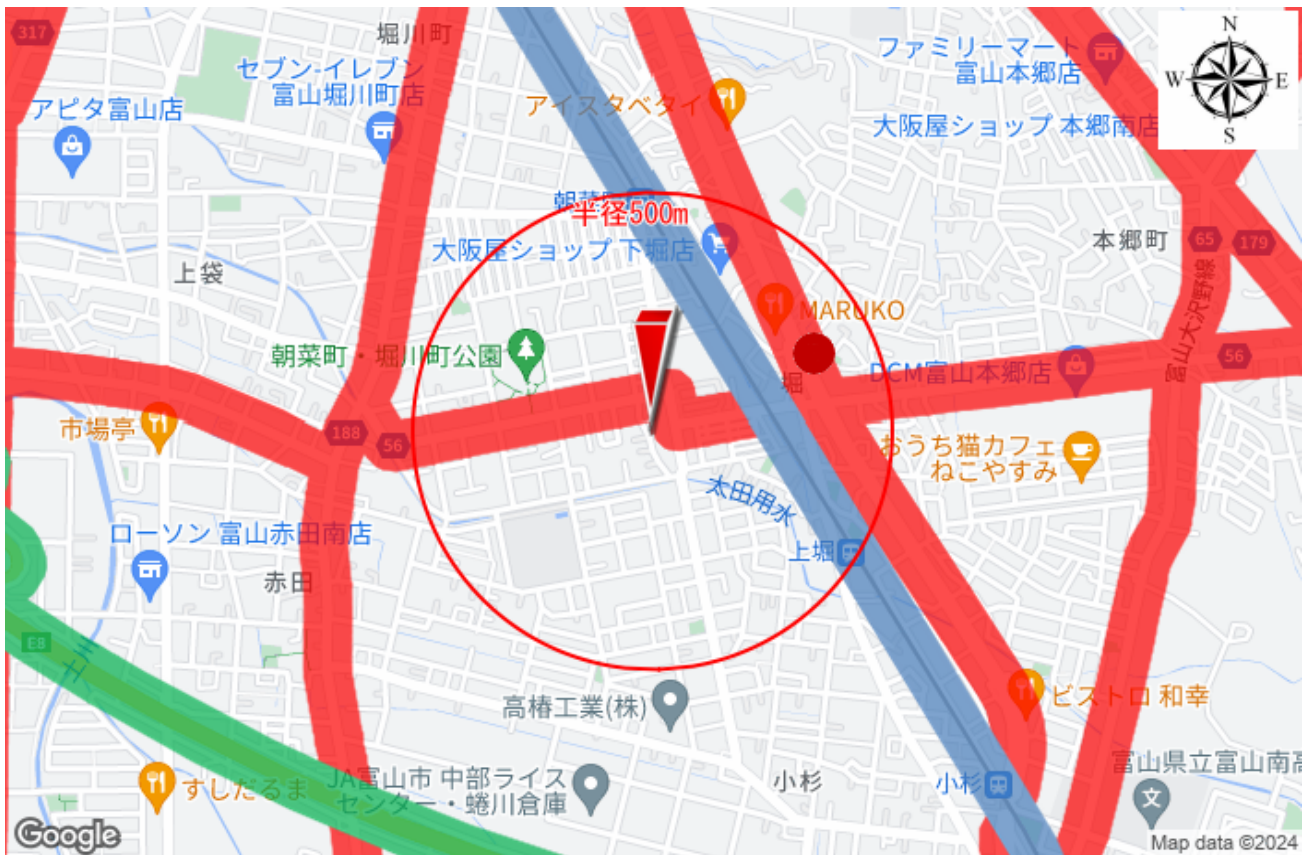 317
堀川町
セブン-イレブン
富山堀川町店
アピタ富山店
アイスタベタイ
ファミリーマート
富山本郷店
大阪屋ショップ 本郷南店
N
W
E
S
朝菜町
半径500m
大阪屋ショップ 下堀店
上袋
本郷町
65
179
MARUKO
朝菜町・堀川町公園
堀
DCM富山本郷店
56
富山大沢野線
市場亭
188
56
おうち猫カフェ
ねこやすみ
太田用水
ローソン 富山赤田南店
上堀
赤田
E8
高椿工業(株)
ビストロ 和幸
すしだるま
JA富山市 中部ライス
センター・蜷川倉庫
小杉
小杉
富山県立富山南高
Google
Map data ©2024